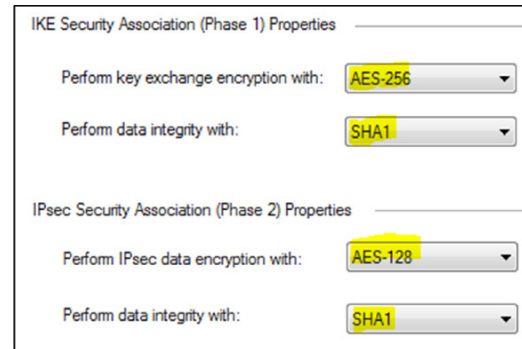 IKE Security Association (Phase 1) Properties
Perform key exchange encryption with: AES-256
Perform data integrity with: SHA1
IPsec Security Association (Phase 2) Properties
Perform IPsec data encryption with: AES-128
Perform data integrity with: SHA1